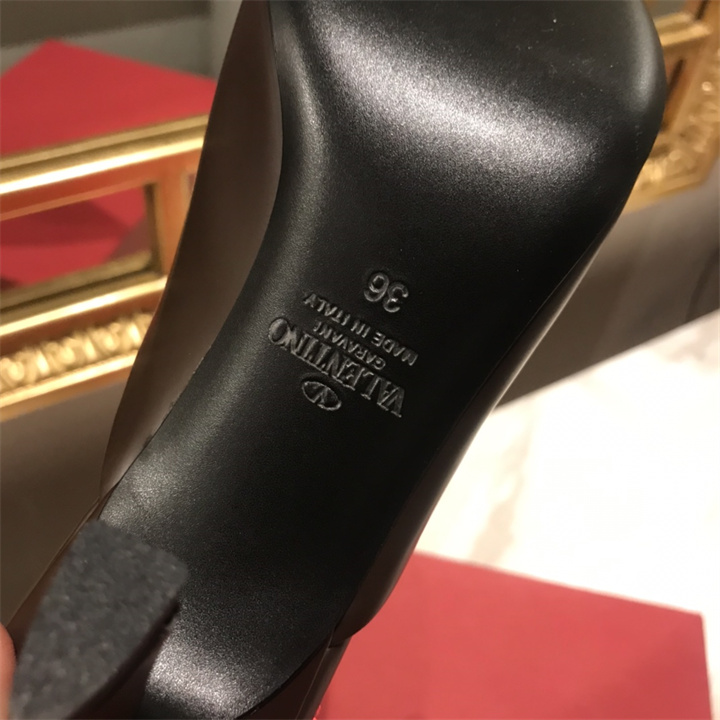 VALENTINO
GARAVANI
MADE IN ITALY
36